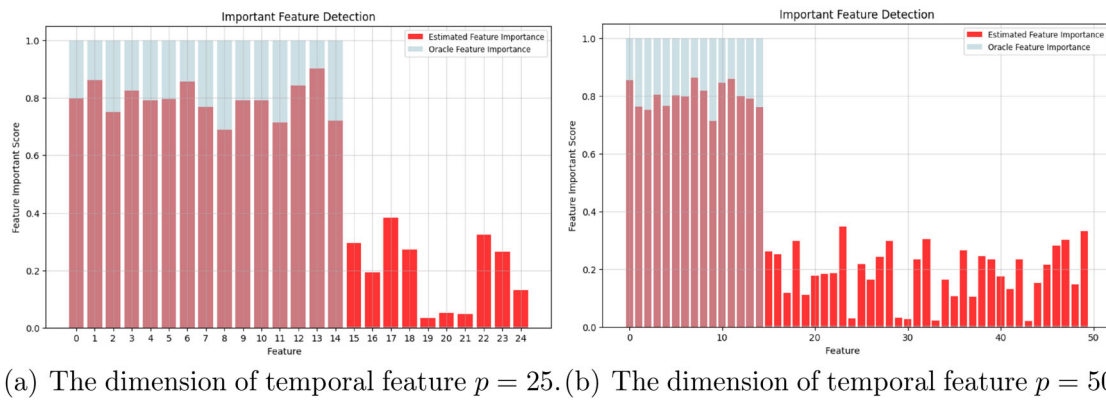 Important Feature Detection
Estimated Feature Importance
Oracle Feature Importance
Feature Important Score
1.0
0.8
0.6
0.4
0.2
0.0
0 1 2 3 4 5 6 7 8 9 10 11 12 13 14 15 16 17 18 19 20 21 22 23 24
Feature
Important Feature Detection
Estimated Feature Importance
Oracle Feature Importance
Feature Important Score
1.0
0.8
0.6
0.4
0.2
0.0
0 10 20 30 40 50
Feature
(a) The dimension of temporal feature p = 25.
(b) The dimension of temporal feature p = 50